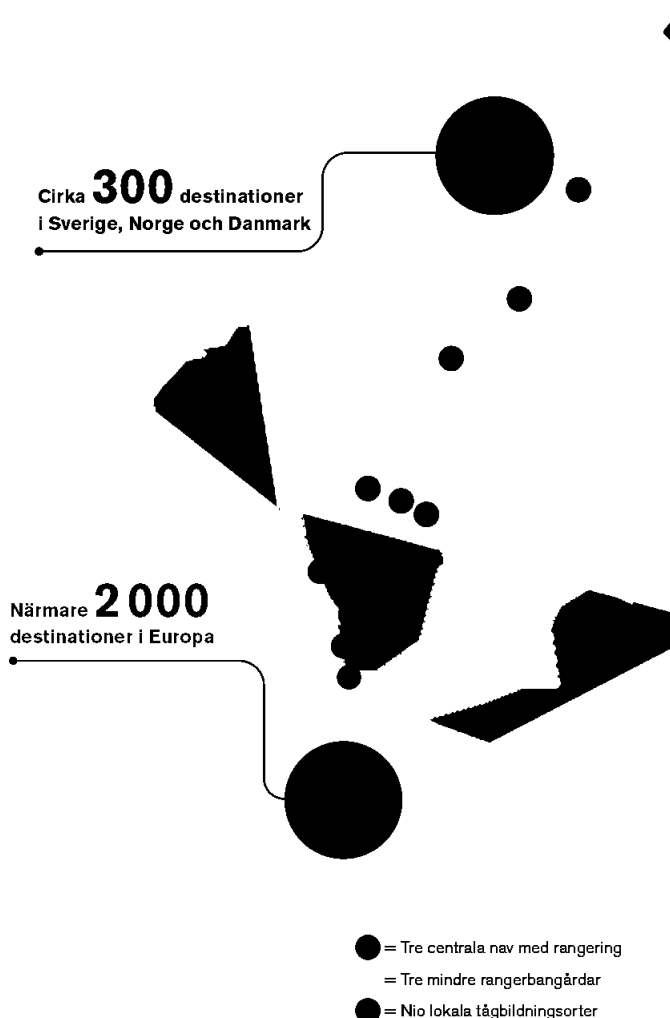 Cirka 300 destinationer
i Sverige, Norge och Danmark
Närmare 2 000
destinationer i Europa
= Tre centrala nav med rangering
= Tre mindre rangerbangårdar
= Nio lokala tågbildningsorter